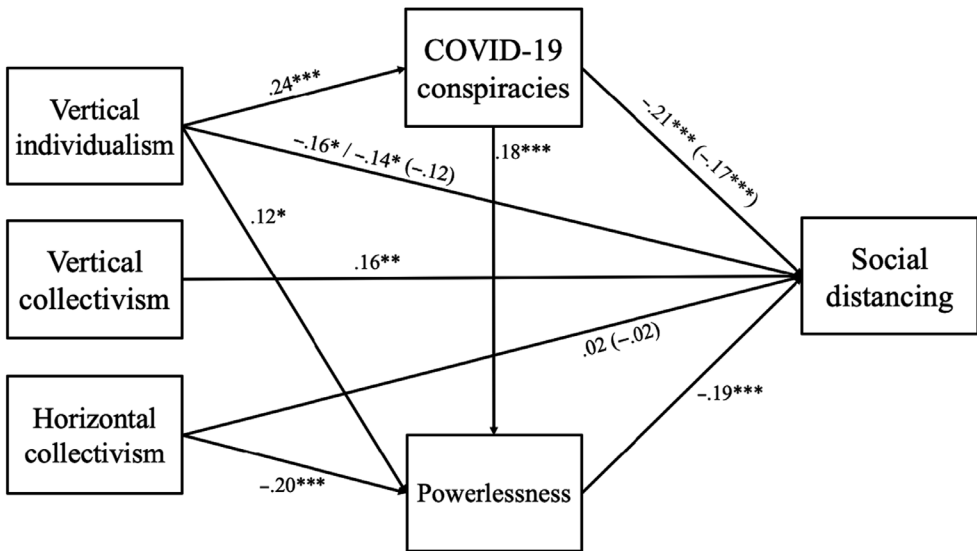 COVID-19
conspiracies
Vertical
individualism
.24***
-.21*** (-.17***)
-.16* / -.14* (-.12)
.18***
.12*
Vertical
collectivism
.16**
Social
distancing
.02 (-.02)
Horizontal
collectivism
-.19***
-.20***
Powerlessness